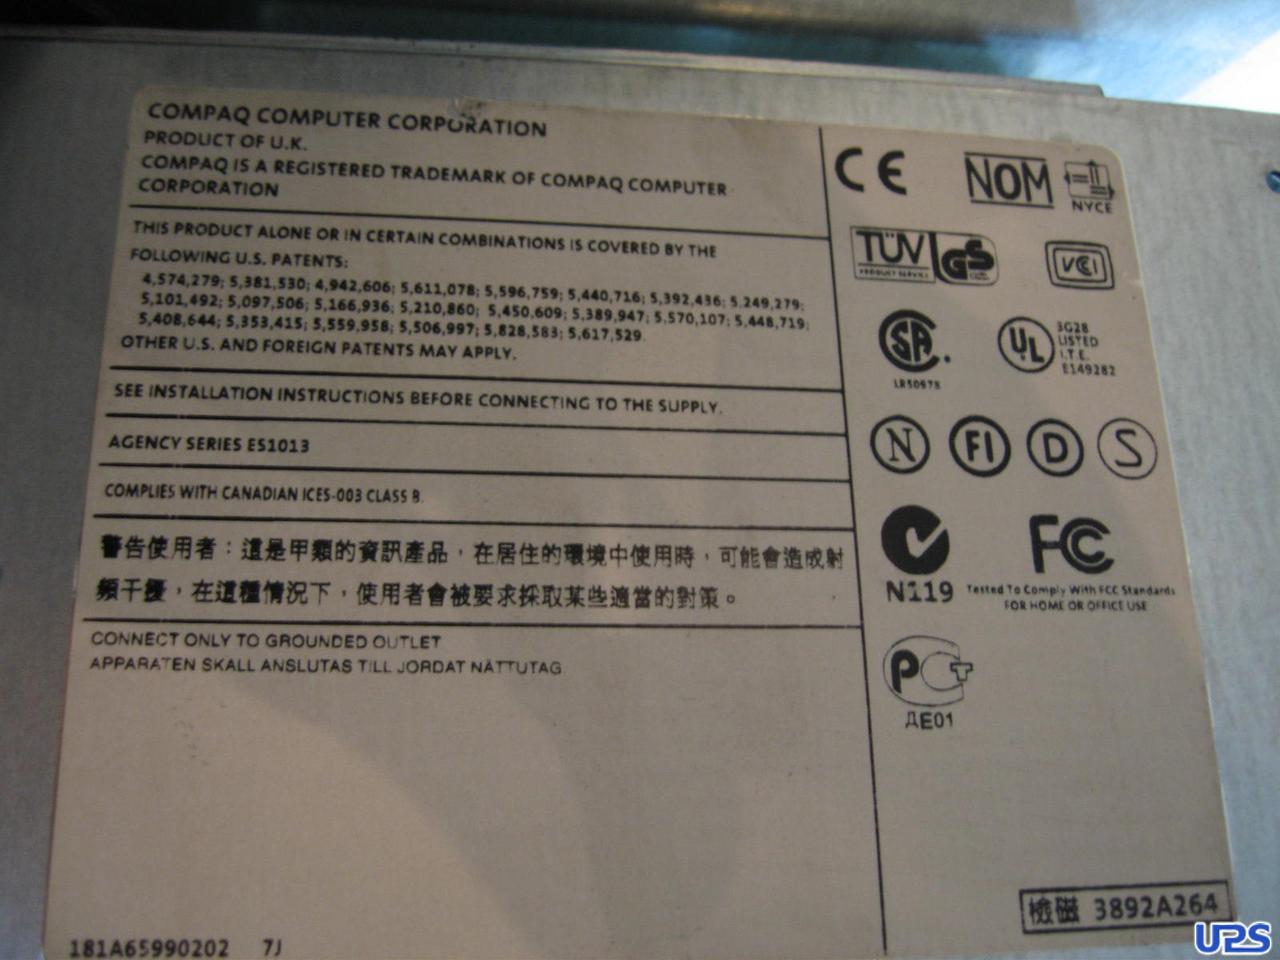 COMPAQ COMPUTER CORPORATION
PRODUCT OF U.K.
COMPAQ IS A REGISTERED TRADEMARK OF COMPAQ COMPUTER
CORPORATION
THIS PRODUCT ALONE OR IN CERTAIN COMBINATIONS IS COVERED BY THE
FOLLOWING U.S. PATENTS:
4,574,279; 5,381,530; 4,942,606; 5,611,078; 5,596,759; 5,440,716; 5,392,436; 5,249,279;
5,101,492; 5,097,506; 5,166,936; 5,210,860; 5,450,609; 5,389,947; 5,570,107; 5,448,719;
5,408,644; 5,353,415; 5,559,958; 5,506,997; 5,828,583; 5,617,529.
OTHER U.S. AND FOREIGN PATENTS MAY APPLY.
SEE INSTALLATION INSTRUCTIONS BEFORE CONNECTING TO THE SUPPLY.
AGENCY SERIES ES1013
COMPLIES WITH CANADIAN ICES-003 CLASS B.
警告使用者：這是甲類的資訊產品，在居住的環境中使用時，可能會造成射
頻干擾，在這種情況下，使用者會被要求採取某些適當的對策。
CONNECT ONLY TO GROUNDED OUTLET
APPARATEN SKALL ANSLUTAS TILL JORDAT NÄTTUTAG
181A65990202 7J
CE NOM
NYCE
TÜV GS VCI
PRODUCT SERVICE
SA.
LR50978
UL 3G28
LISTED
I.T.E.
E149282
N FI D S
N119
FC
Tested To Comply With FCC Standards
FOR HOME OR OFFICE USE
РСТ
ДЕ01
檢磁 3892A264
UPS